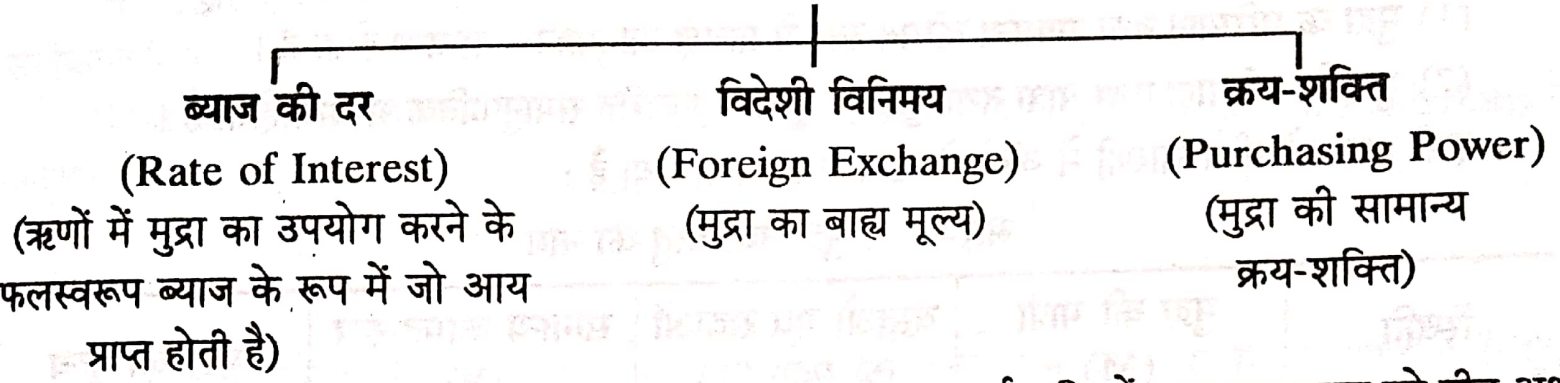 ब्याज की दर
(Rate of Interest)
(ऋणों में मुद्रा का उपयोग करने के
फलस्वरूप ब्याज के रूप में जो आय
प्राप्त होती है)
विदेशी विनिमय
(Foreign Exchange)
(मुद्रा का बाह्य मूल्य)
क्रय-शक्ति
(Purchasing Power)
(मुद्रा की सामान्य
क्रय-शक्ति)